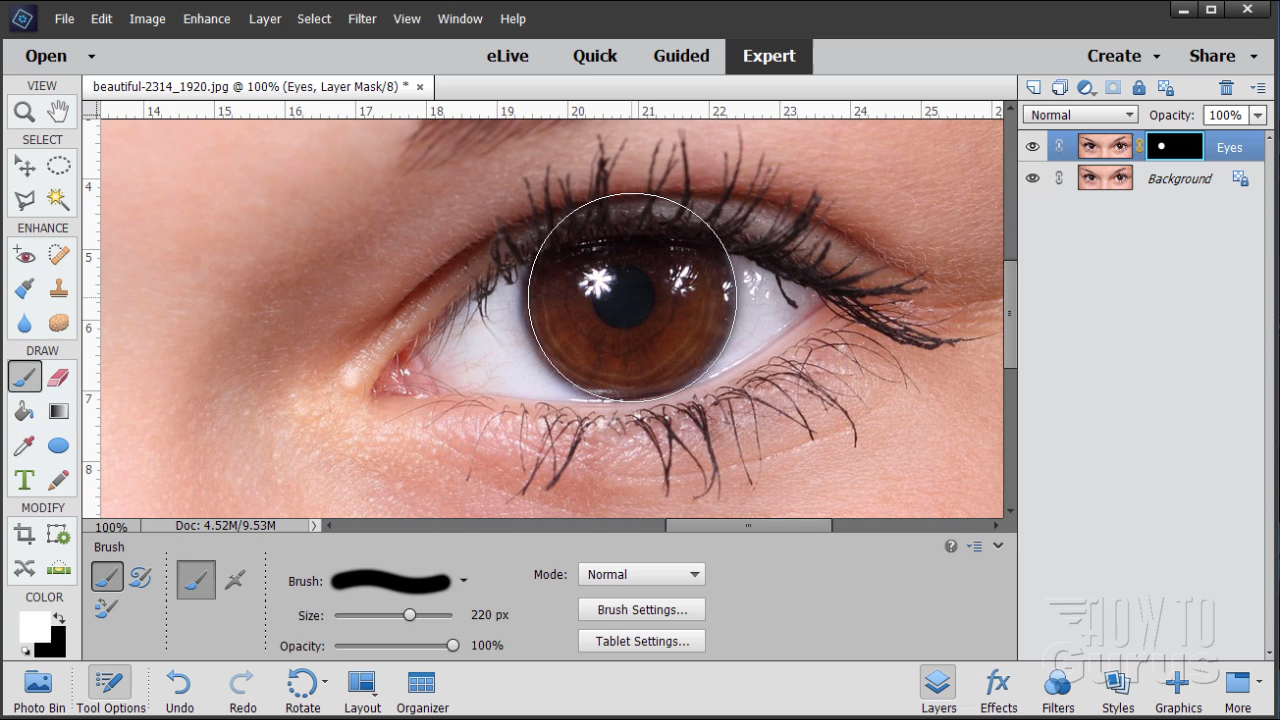 File Edit Image Enhance Layer Select Filter View Window Help
Open eLive Quick Guided Expert Create Share
VIEW
beautiful-2314_1920.jpg @ 100% (Eyes, Layer Mask/8) * ×
14 15 16 17 18 19 20 21 22 23 24 25 2
Normal Opacity: 100%
SELECT
Eyes
4
Background
ENHANCE
5
6
DRAW
7
8
T
MODIFY
100% Doc: 4.52M/9.53M
Brush
Brush: Mode: Normal
COLOR
Size: 220 px Brush Settings...
Opacity: 100% Tablet Settings...
HOW TO
Gurus
fx
Photo Bin Tool Options Undo Redo Rotate Layout Organizer Layers Effects Filters Styles Graphics More